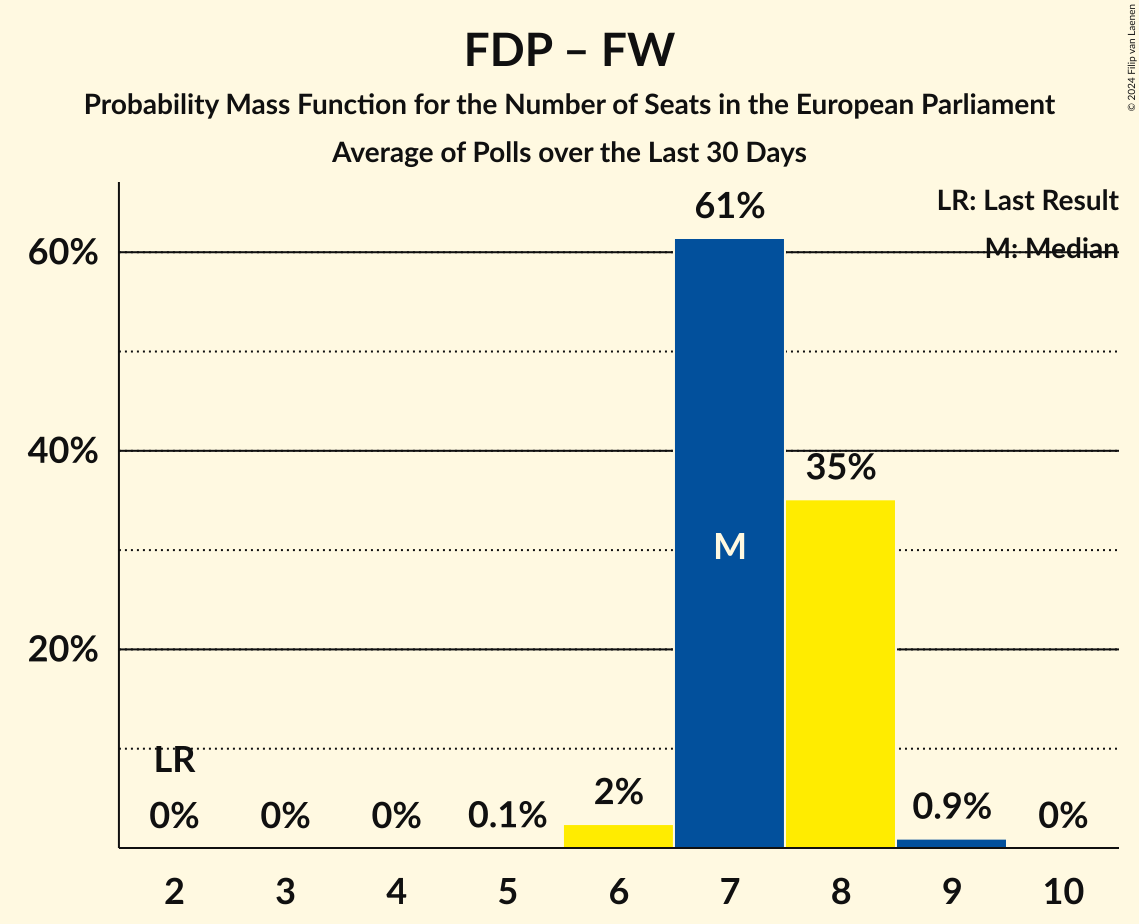 FDP – FW
Probability Mass Function for the Number of Seats in the European Parliament
Average of Polls over the Last 30 Days
© 2024 Filip van Laenen
LR: Last Result
M: Median
60%
40%
20%
61%
35%
M
LR
0%
0%
0%
0.1%
2%
0.9%
0%
2
3
4
5
6
7
8
9
10